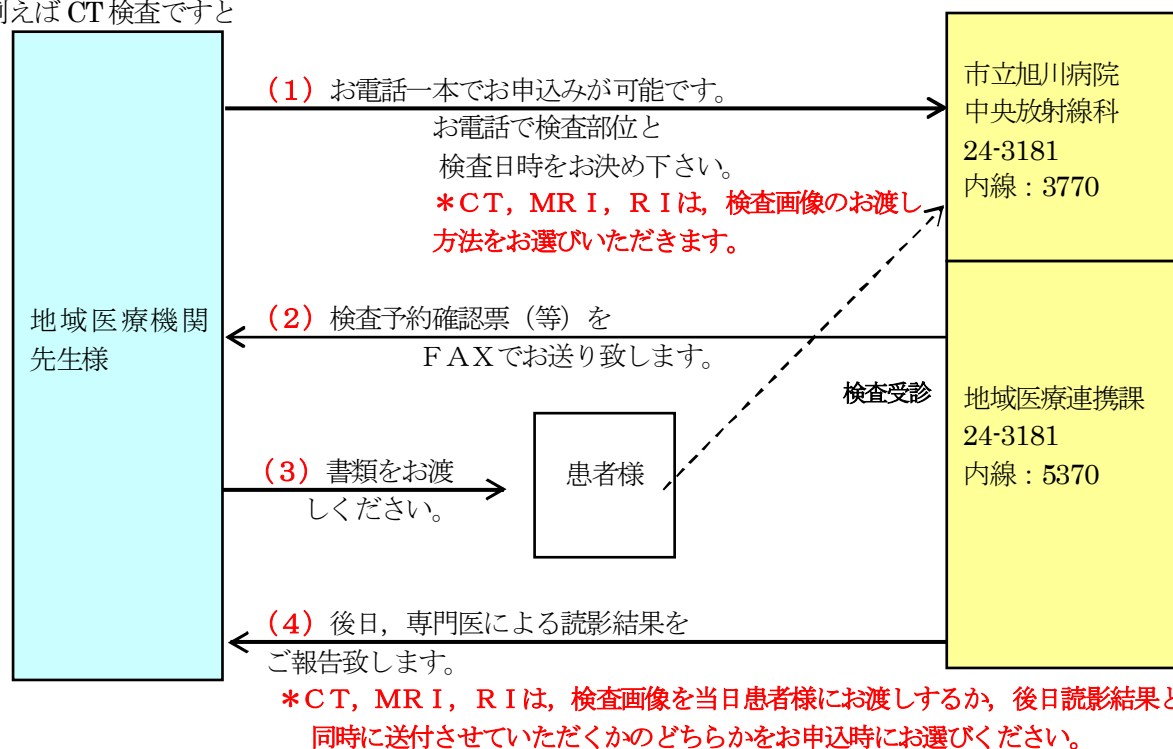 例えば CT 検査ですと
(1) お電話一本でお申込みが可能です。
お電話で検査部位と
検査日時をお決め下さい。
＊ＣＴ，ＭＲＩ，ＲＩは，検査画像のお渡し
方法をお選びいただきます。
市立旭川病院
中央放射線科
24-3181
内線：3770
地域医療機関
先生様
(2) 検査予約確認票（等）を
ＦＡＸでお送り致します。
検査受診
地域医療連携課
24-3181
内線：5370
(3) 書類をお渡
しください。
患者様
(4) 後日，専門医による読影結果を
ご報告致します。
＊ＣＴ，ＭＲＩ，ＲＩは，検査画像を当日患者様にお渡しするか，後日読影結果と
同時に送付させていただくかのどちらかをお申込時にお選びください。